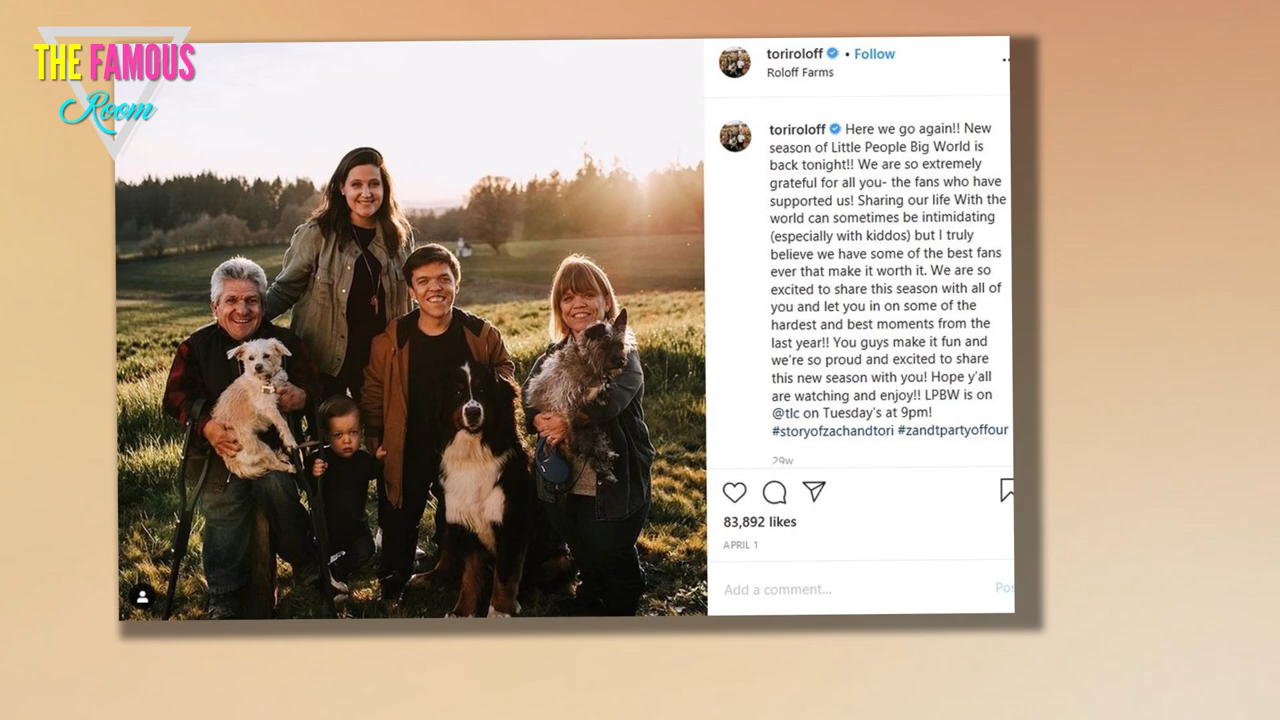 THE FAMOUS
Room
toriroloff • Follow
Roloff Farms
toriroloff Here we go again!! New
season of Little People Big World is
back tonight!! We are so extremely
grateful for all you- the fans who have
supported us! Sharing our life With the
world can sometimes be intimidating
(especially with kiddos) but I truly
believe we have some of the best fans
ever that make it worth it. We are so
excited to share this season with all of
you and let you in on some of the
hardest and best moments from the
last year!! You guys make it fun and
we're so proud and excited to share
this new season with you! Hope y'all
are watching and enjoy!! LPBW is on
@tlc on Tuesday's at 9pm!
#storyofzachandtori #zandtpartyoffour
29w
83,892 likes
APRIL 1
Add a comment...
Pos